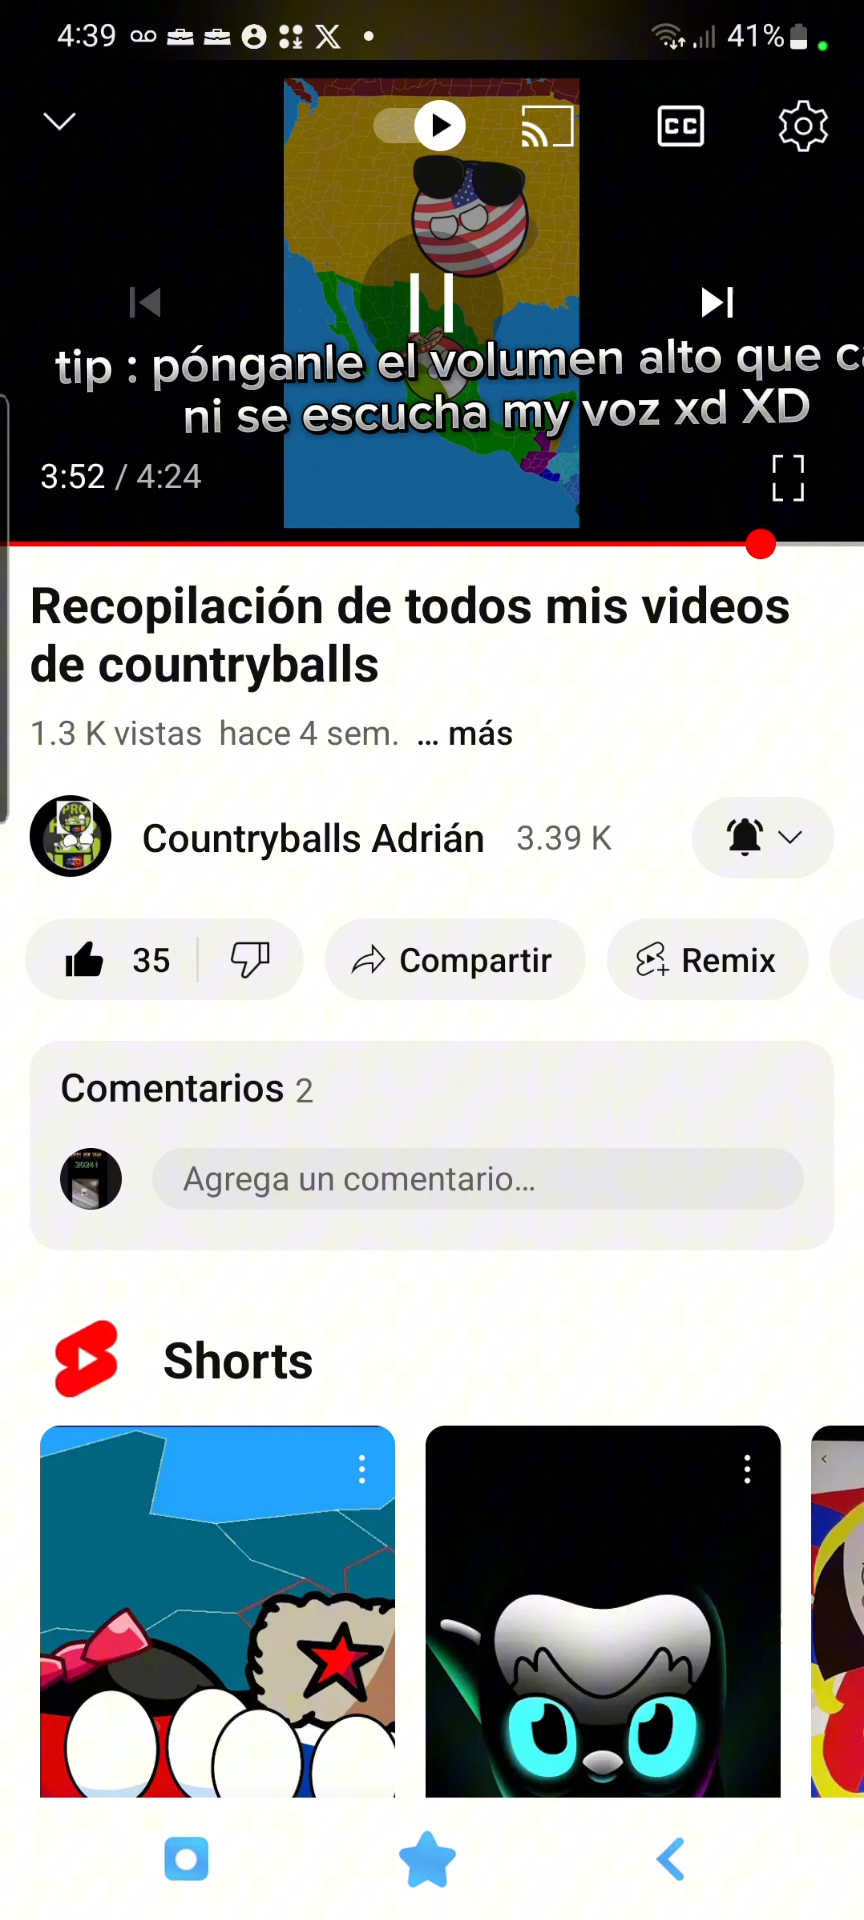 4:39
41%
CC
tip : pónganle el volumen alto que
ni se escucha my voz xd XD
3:52 / 4:24
Recopilación de todos mis videos
de countryballs
1.3 K vistas hace 4 sem. ... más
PRO
Countryballs Adrián 3.39 K
35
Compartir
Remix
Comentarios 2
Agrega un comentario...
Shorts